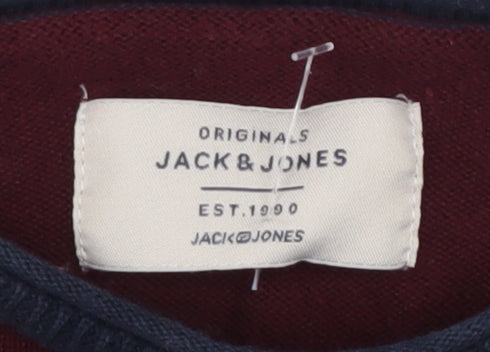 ORIGINALS
JACK & JONES
EST. 1990
JACK JONES